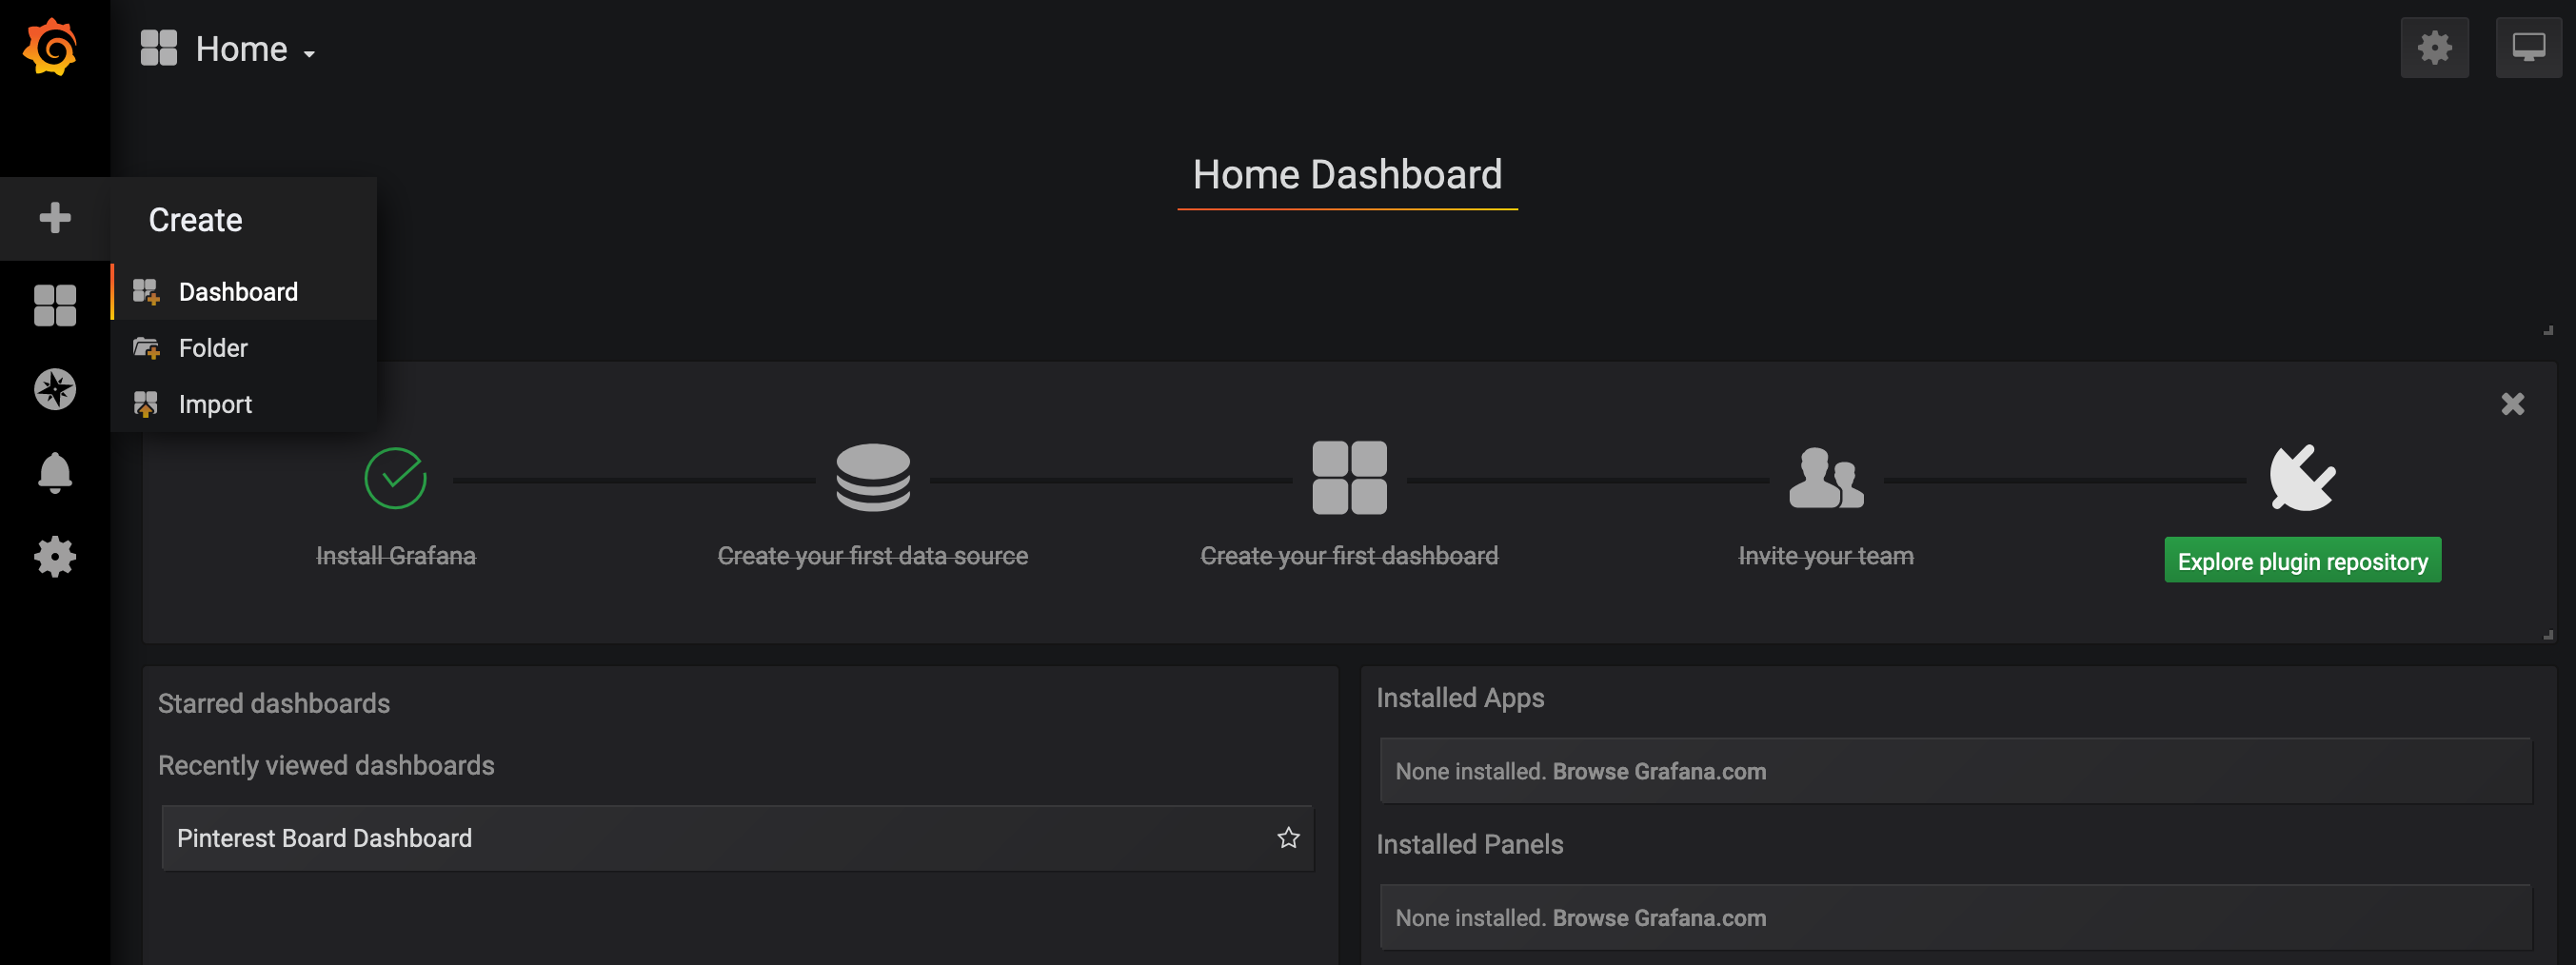 Home
Home Dashboard
Create
Dashboard
Folder
Import
Install Grafana
Create your first data source
Create your first dashboard
Invite your team
Explore plugin repository
Starred dashboards
Recently viewed dashboards
Pinterest Board Dashboard
Installed Apps
None installed. Browse Grafana.com
Installed Panels
None installed. Browse Grafana.com